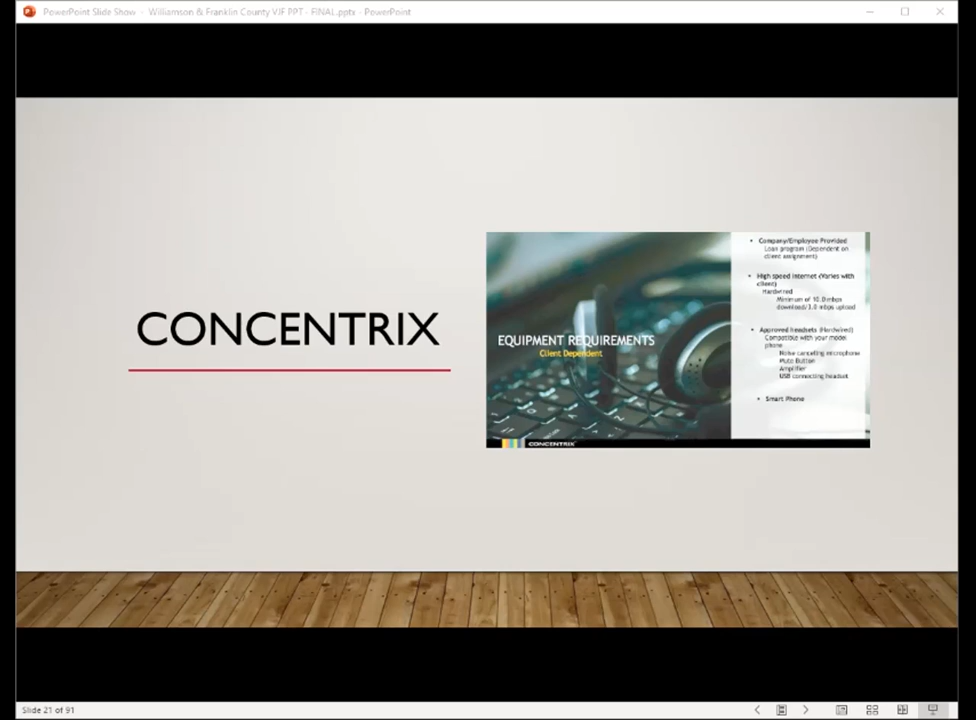 PowerPoint Slide Show - Williamson & Franklin County VJF PPT - FINAL.pptx - PowerPoint
CONCENTRIX
EQUIPMENT REQUIREMENTS
Client Dependent
CONCENTRIX
• Company/Employee Provided
Loan program (Dependent on
client assignment)
• High speed internet (Varies with
client)
Hardwired
Minimum of 10.0mbps
download/3.0 mbps upload
• Approved headsets (Hardwired)
Compatible with your model
phone
Noise canceling microphone
Mute Button
Amplifier
USB connecting headset
• Smart Phone
Slide 21 of 91